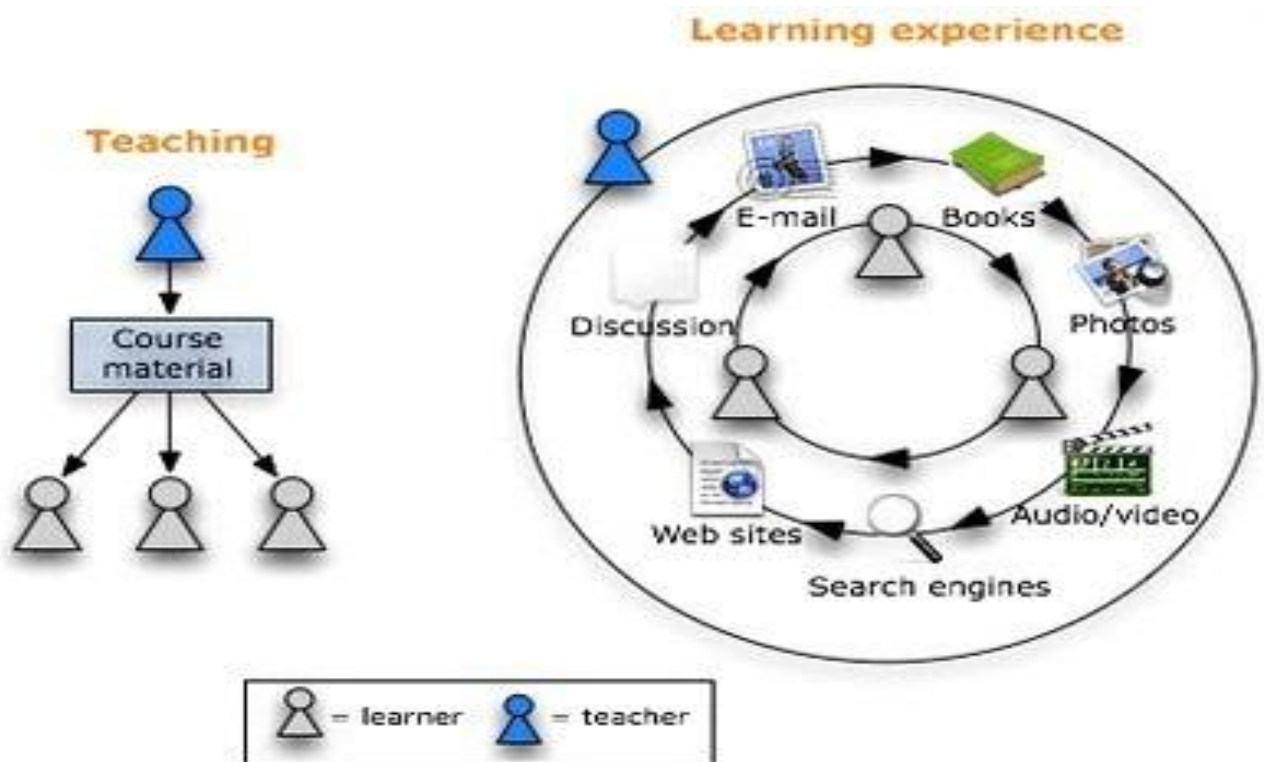 Learning experience
Teaching
Course
material
E-mail
Books
Discussion
Photos
Web sites
Audio/video
Search engines
= learner
= teacher